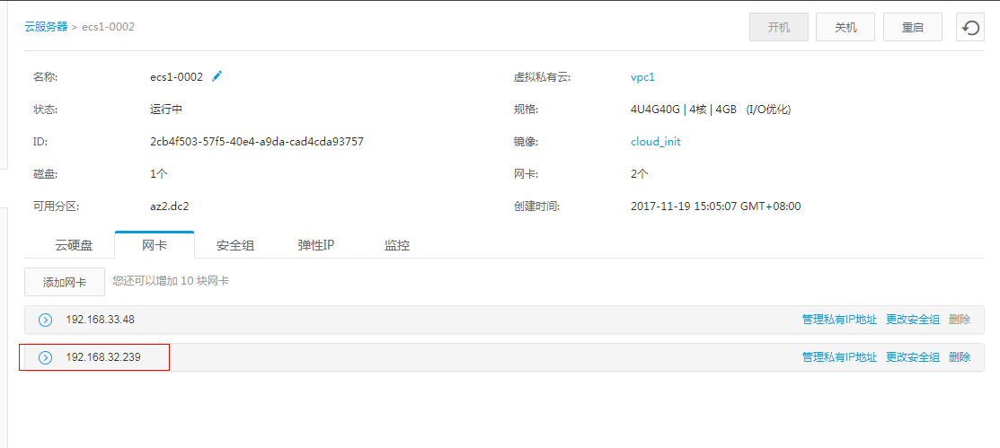 云服务器 > ecs1-0002
开机 关机 重启
名称: ecs1-0002 虚拟私有云: vpc1
状态: 运行中 规格: 4U4G40G | 4核 | 4GB (I/O优化)
ID: 2cb4f503-57f5-40e4-a9da-cad4cda93757 镜像: cloud_init
磁盘: 1个 网卡: 2个
可用分区: az2.dc2 创建时间: 2017-11-19 15:05:07 GMT+08:00
云硬盘 网卡 安全组 弹性IP 监控
添加网卡 您还可以增加 10 块网卡
192.168.33.48 管理私有IP地址 更改安全组 删除
192.168.32.239 管理私有IP地址 更改安全组 删除